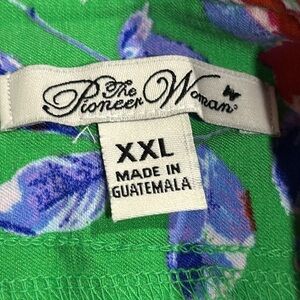 The
Pioneer Woman
XXL
MADE IN
GUATEMALA